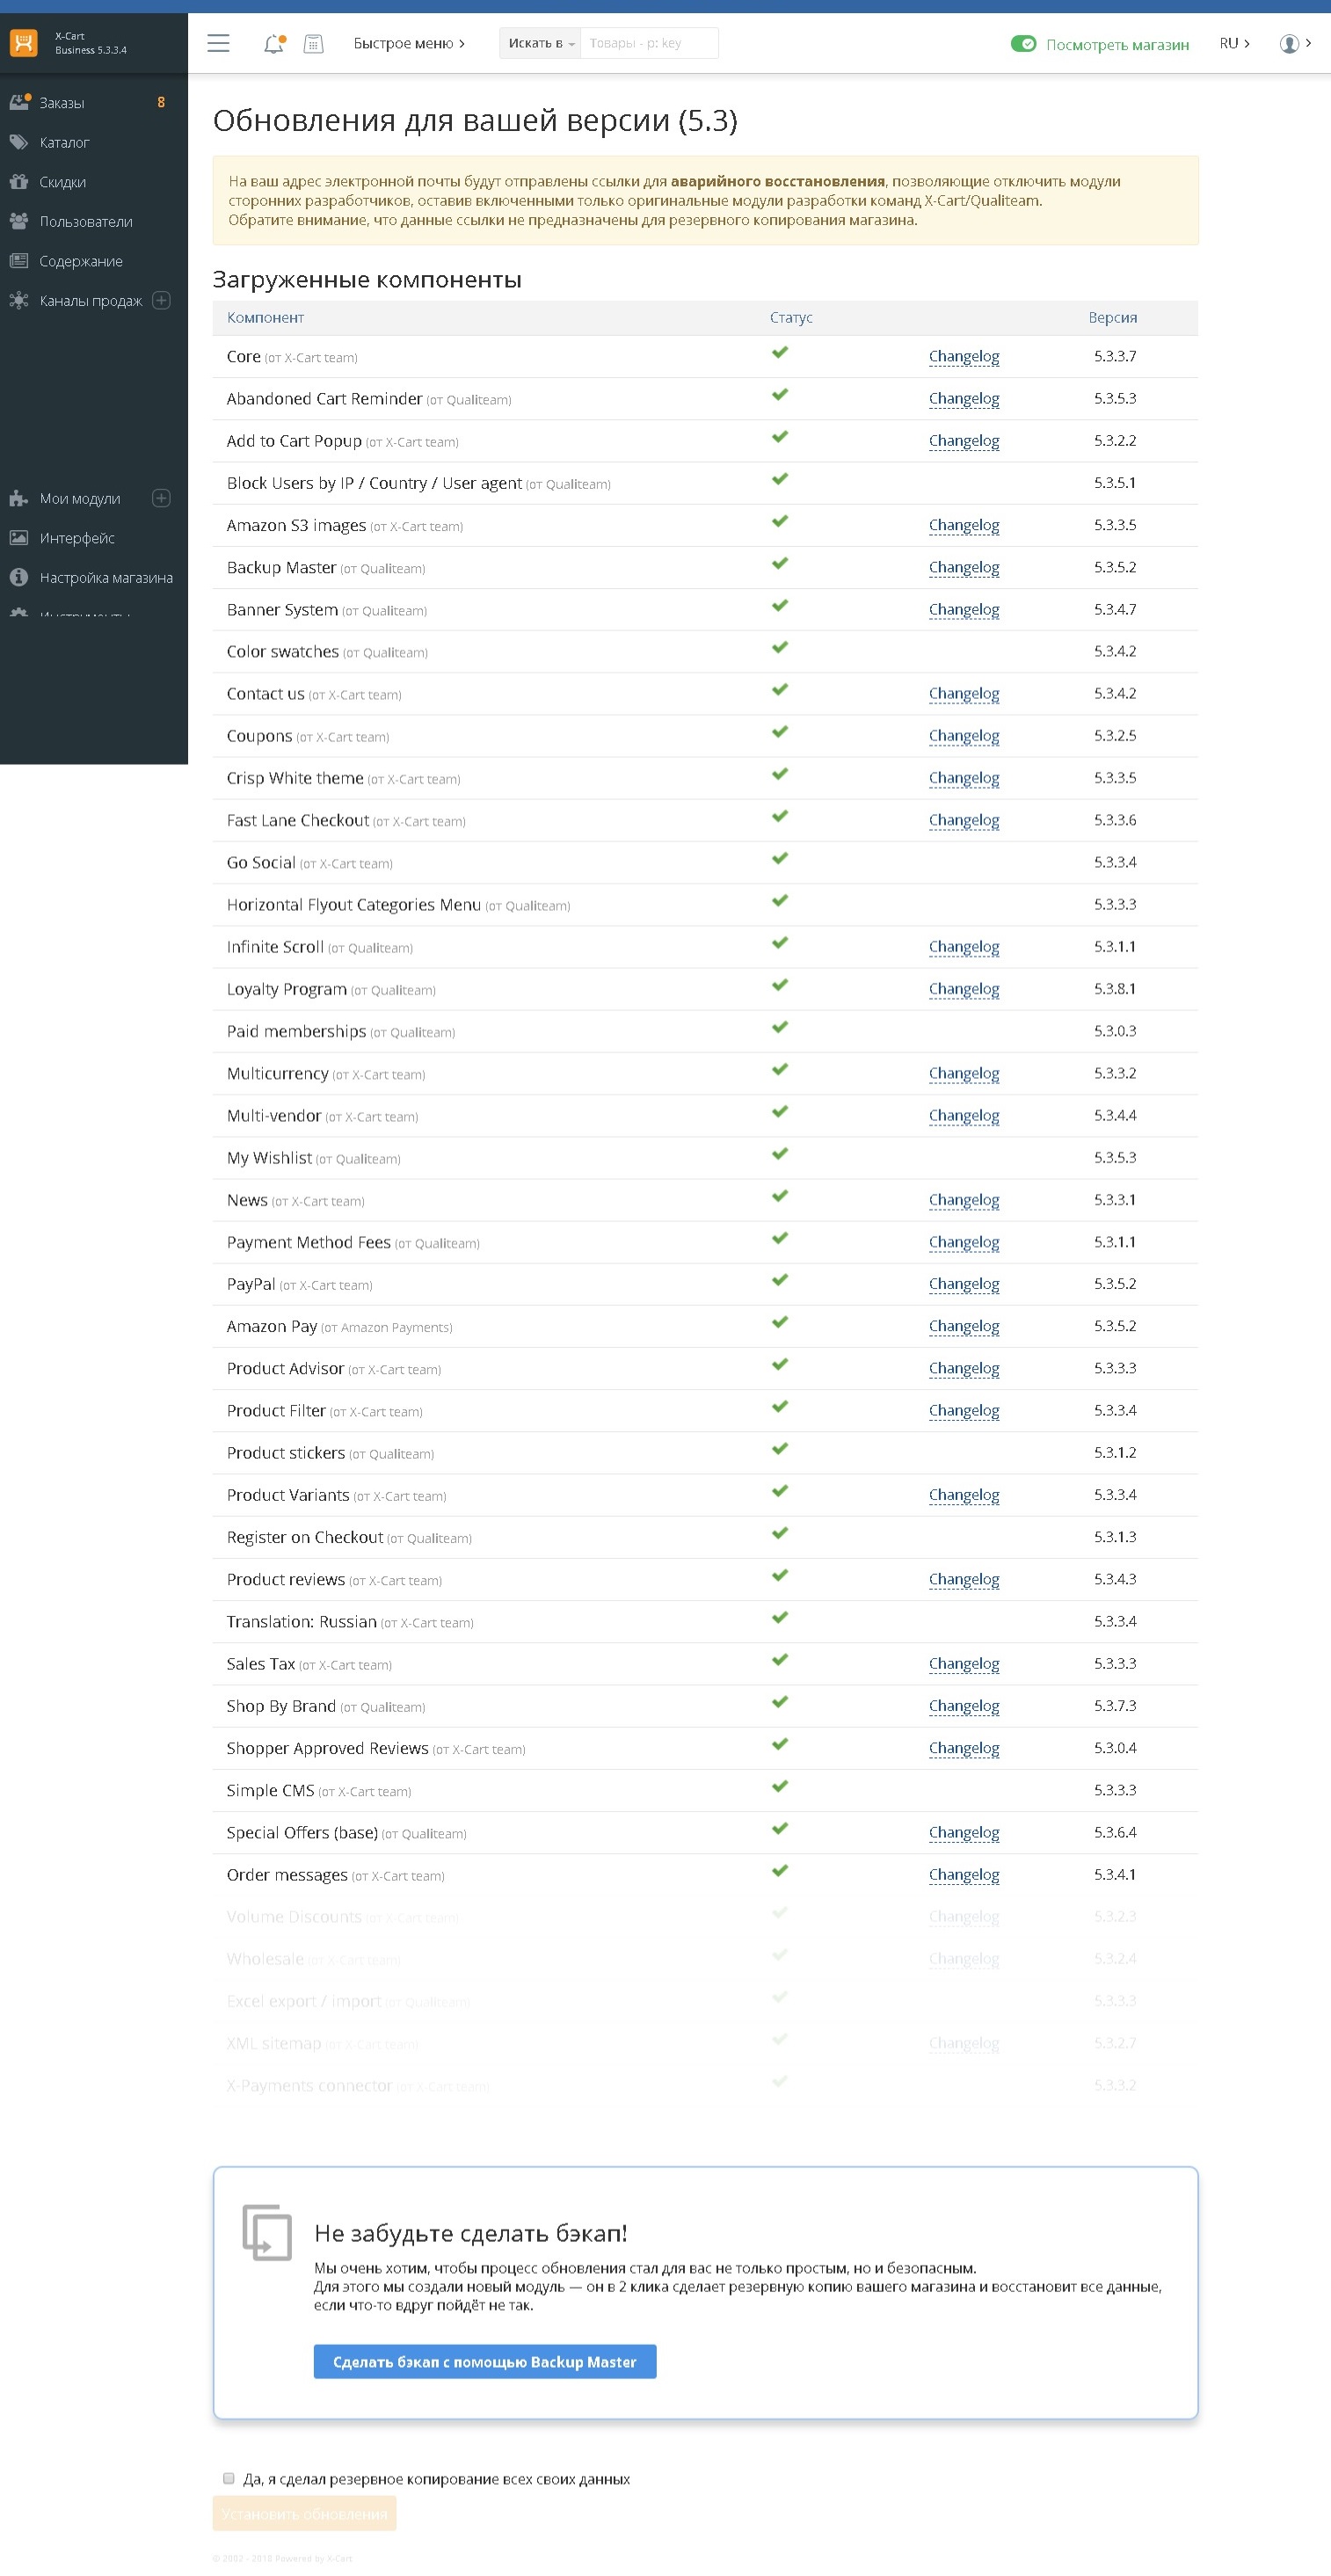 X-Cart
Business 5.3.3.4
Быстрое меню
Искать в
Товары - p: key
Посмотреть магазин
RU
Заказы 8
Каталог
Скидки
Пользователи
Содержание
Каналы продаж
Мои модули
Интерфейс
Настройка магазина
Инструменты
Обновления для вашей версии (5.3)
На ваш адрес электронной почты будут отправлены ссылки для аварийного восстановления, позволяющие отключить модули
сторонних разработчиков, оставив включенными только оригинальные модули разработки команд X-Cart/Qualiteam.
Обратите внимание, что данные ссылки не предназначены для резервного копирования магазина.
Загруженные компоненты
Компонент Статус Версия
Core (от X-Cart team) Changelog 5.3.3.7
Abandoned Cart Reminder (от Qualiteam) Changelog 5.3.5.3
Add to Cart Popup (от X-Cart team) Changelog 5.3.2.2
Block Users by IP / Country / User agent (от Qualiteam) 5.3.5.1
Amazon S3 images (от X-Cart team) Changelog 5.3.3.5
Backup Master (от Qualiteam) Changelog 5.3.5.2
Banner System (от Qualiteam) Changelog 5.3.4.7
Color swatches (от Qualiteam) 5.3.4.2
Contact us (от X-Cart team) Changelog 5.3.4.2
Coupons (от X-Cart team) Changelog 5.3.2.5
Crisp White theme (от X-Cart team) Changelog 5.3.3.5
Fast Lane Checkout (от X-Cart team) Changelog 5.3.3.6
Go Social (от X-Cart team) 5.3.3.4
Horizontal Flyout Categories Menu (от Qualiteam) 5.3.3.3
Infinite Scroll (от Qualiteam) Changelog 5.3.1.1
Loyalty Program (от Qualiteam) Changelog 5.3.8.1
Paid memberships (от Qualiteam) 5.3.0.3
Multicurrency (от X-Cart team) Changelog 5.3.3.2
Multi-vendor (от X-Cart team) Changelog 5.3.4.4
My Wishlist (от Qualiteam) 5.3.5.3
News (от X-Cart team) Changelog 5.3.3.1
Payment Method Fees (от Qualiteam) Changelog 5.3.1.1
PayPal (от X-Cart team) Changelog 5.3.5.2
Amazon Pay (от Amazon Payments) Changelog 5.3.5.2
Product Advisor (от X-Cart team) Changelog 5.3.3.3
Product Filter (от X-Cart team) Changelog 5.3.3.4
Product stickers (от Qualiteam) 5.3.1.2
Product Variants (от X-Cart team) Changelog 5.3.3.4
Register on Checkout (от Qualiteam) 5.3.1.3
Product reviews (от X-Cart team) Changelog 5.3.4.3
Translation: Russian (от X-Cart team) 5.3.3.4
Sales Tax (от X-Cart team) Changelog 5.3.3.3
Shop By Brand (от Qualiteam) Changelog 5.3.7.3
Shopper Approved Reviews (от X-Cart team) Changelog 5.3.0.4
Simple CMS (от X-Cart team) 5.3.3.3
Special Offers (base) (от Qualiteam) Changelog 5.3.6.4
Order messages (от X-Cart team) Changelog 5.3.4.1
Volume Discounts (от X-Cart team) Changelog 5.3.2.3
Wholesale (от X-Cart team) Changelog 5.3.2.4
Excel export / import (от Qualiteam) 5.3.3.3
XML sitemap (от X-Cart team) Changelog 5.3.2.7
X-Payments connector (от X-Cart team) 5.3.3.2
Не забудьте сделать бэкап!
Мы очень хотим, чтобы процесс обновления стал для вас не только простым, но и безопасным.
Для этого мы создали новый модуль — он в 2 клика сделает резервную копию вашего магазина и восстановит все данные,
если что-то вдруг пойдёт не так.
Сделать бэкап с помощью Backup Master
Да, я сделал резервное копирование всех своих данных
Установить обновления
© 2002 - 2018 Powered by X-Cart